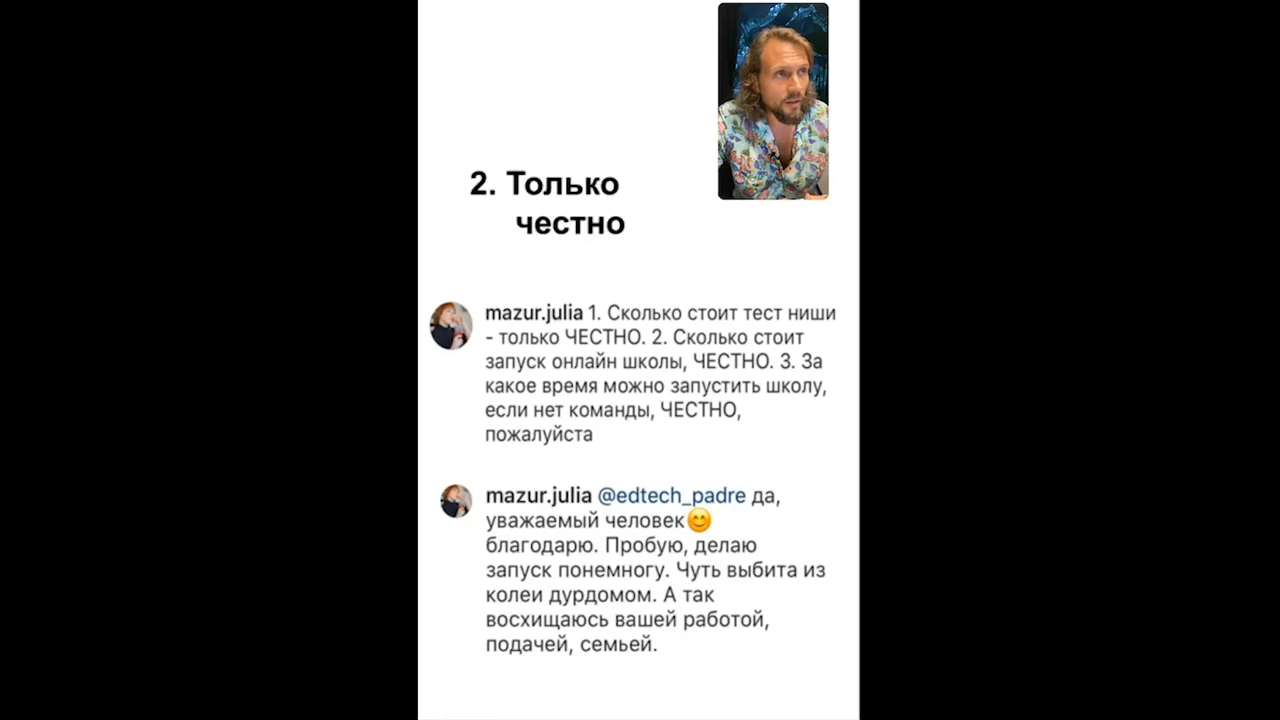 2. Только
честно
mazur.julia 1. Сколько стоит тест ниши
- только ЧЕСТНО. 2. Сколько стоит
запуск онлайн школы, ЧЕСТНО. 3. За
какое время можно запустить школу,
если нет команды, ЧЕСТНО,
пожалуйста
mazur.julia @edtech_padre да,
уважаемый человек😊
благодарю. Пробую, делаю
запуск понемногу. Чуть выбита из
колеи дурдомом. А так
восхищаюсь вашей работой,
подачей, семьей.